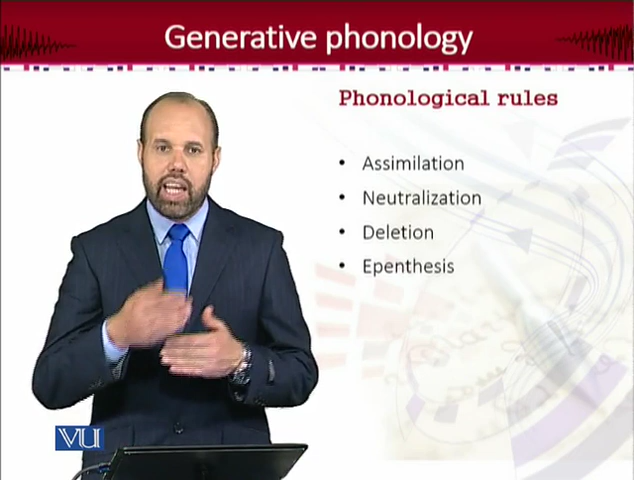 Generative phonology
Phonological rules
• Assimilation
• Neutralization
• Deletion
• Epenthesis
VU